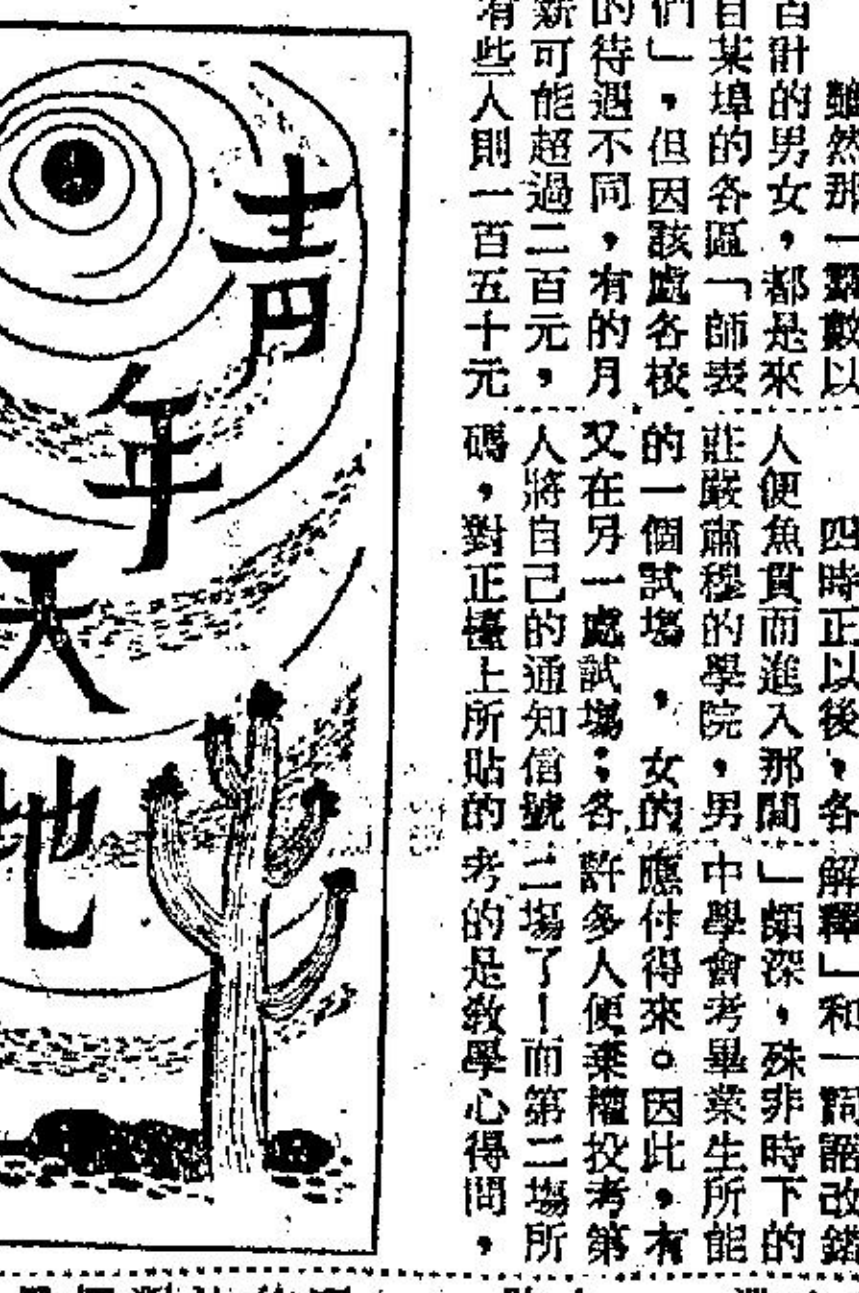 雖然那一羣數以
百計的男女，都是來
自某埠的各區「師表
們」，但因該處各校
的待遇不同，有的月
薪可能超過二百元，
有些人則一百五十元
四時正以後，各
人便魚貫而進入那間
莊嚴肅穆的學院，男
的一個試塲，女的
又在另一處試塲；各
人將自己的通知信號
碼，對正檯上所貼的
解釋」和「詞語改錯
」頗深，殊非時下的
中學會考畢業生所能
應付得來。因此，有
許多人便棄權投考第
二塲了！而第二塲所
考的是敎學心得問，
青年天地